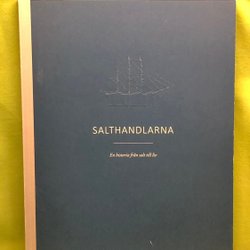 SALTHANDLARNA
En historia från salt till liv